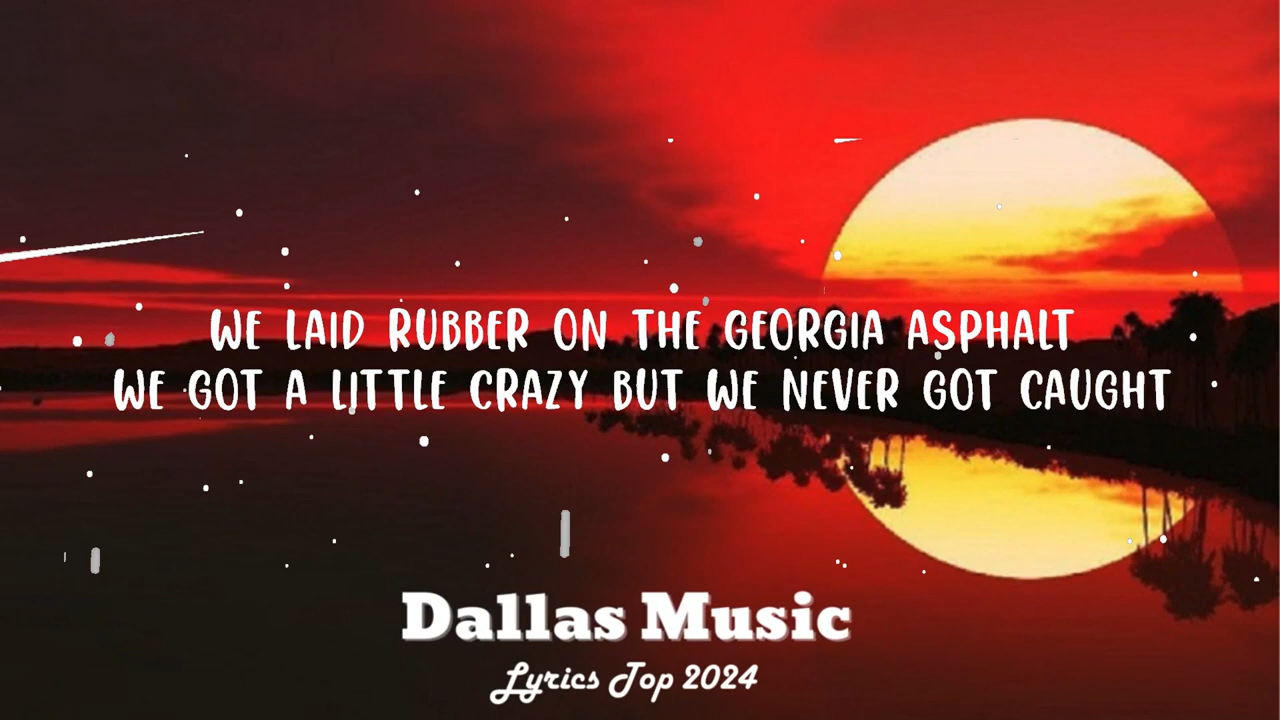 WE LAID RUBBER ON THE GEORGIA ASPHALT
WE GOT A LITTLE CRAZY BUT WE NEVER GOT CAUGHT
Dallas Music
Lyrics Top 2024